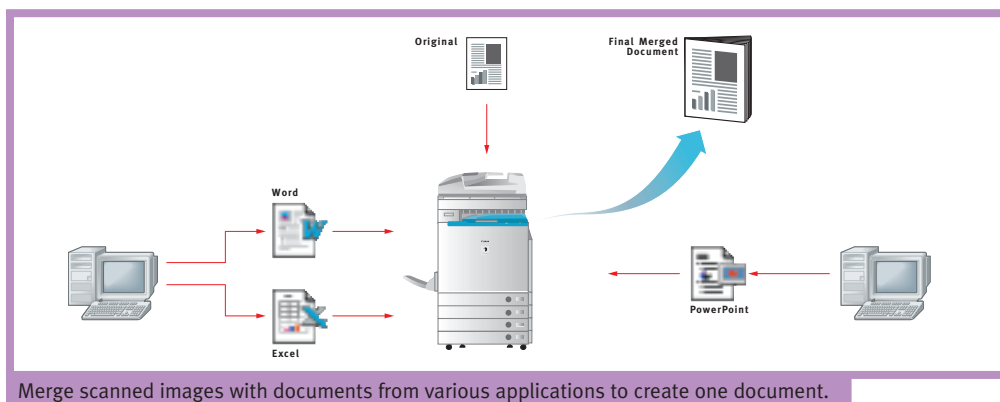 Original
Final Merged
Document
Word
Excel
PowerPoint
Canon
Merge scanned images with documents from various applications to create one document.